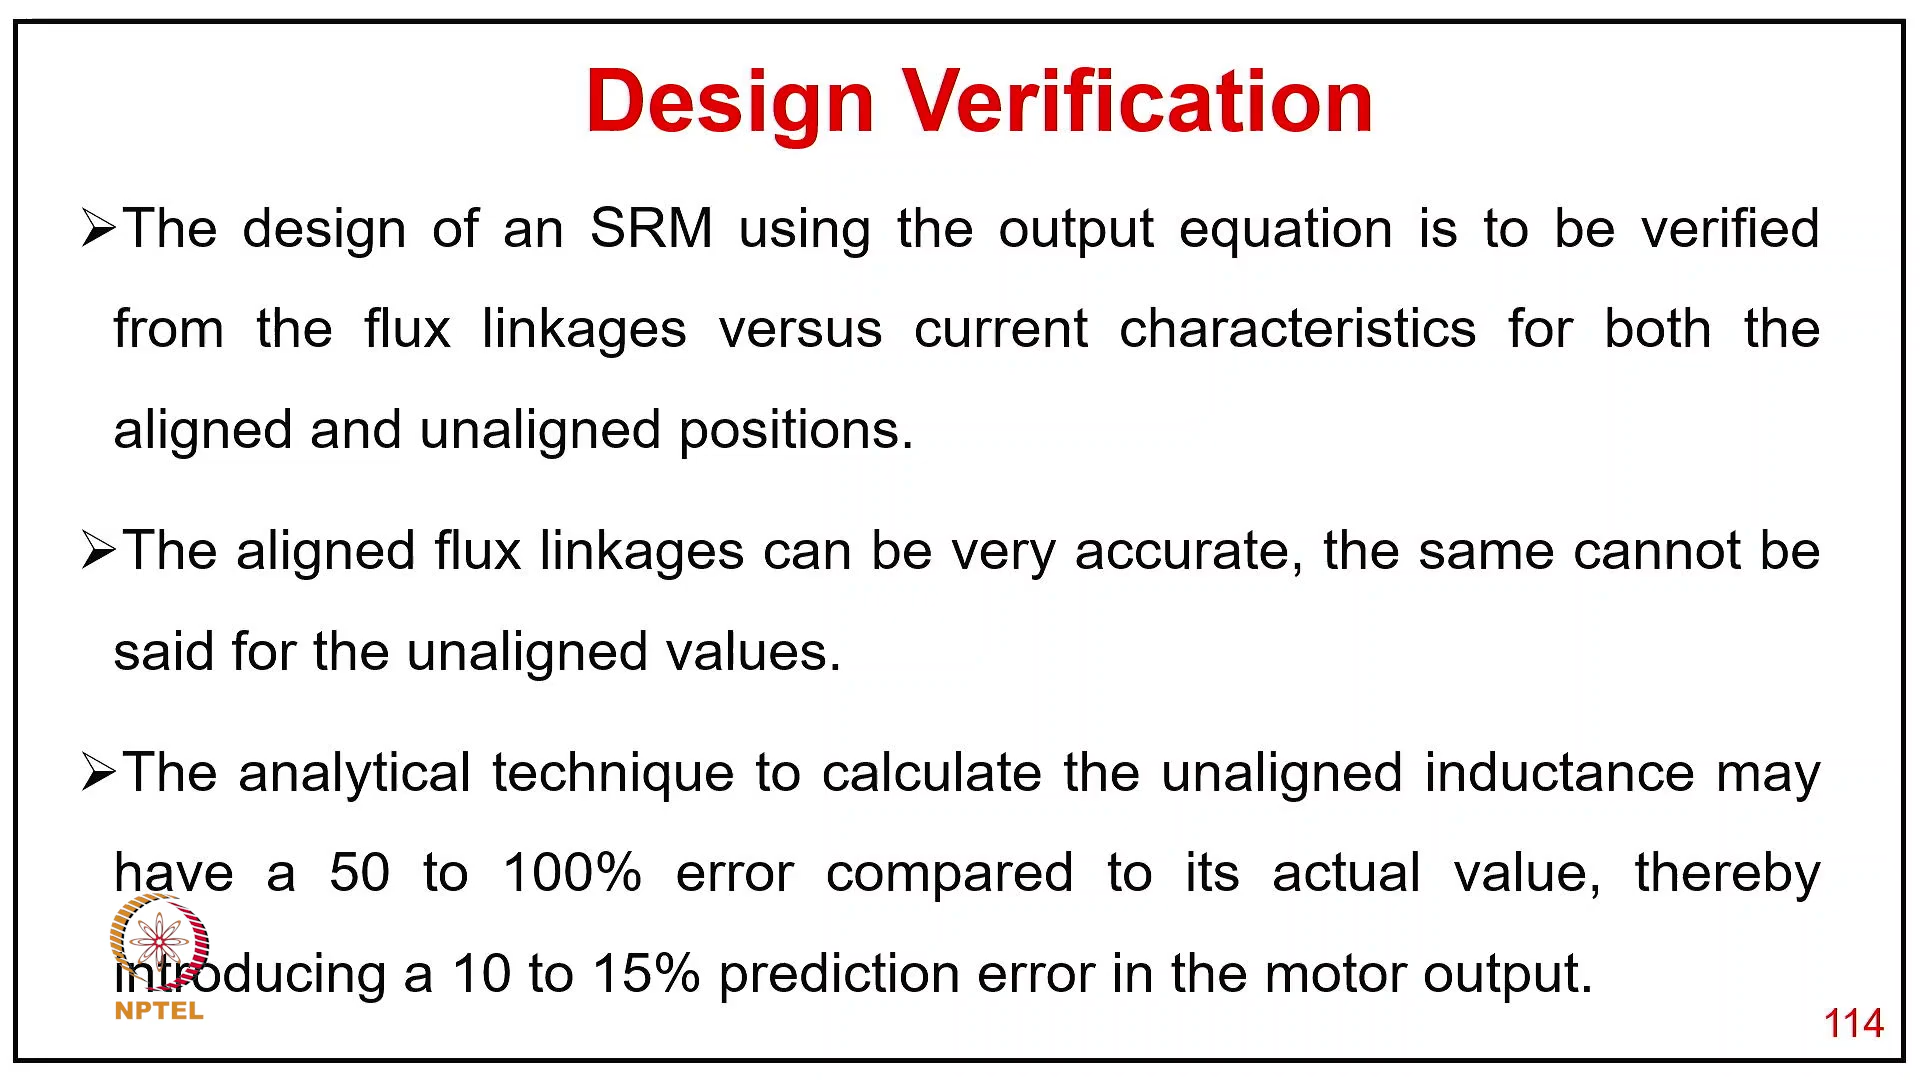 Design Verification
➢The design of an SRM using the output equation is to be verified
from the flux linkages versus current characteristics for both the
aligned and unaligned positions.
➢The aligned flux linkages can be very accurate, the same cannot be
said for the unaligned values.
➢The analytical technique to calculate the unaligned inductance may
have a 50 to 100% error compared to its actual value, thereby
introducing a 10 to 15% prediction error in the motor output.
NPTEL
114